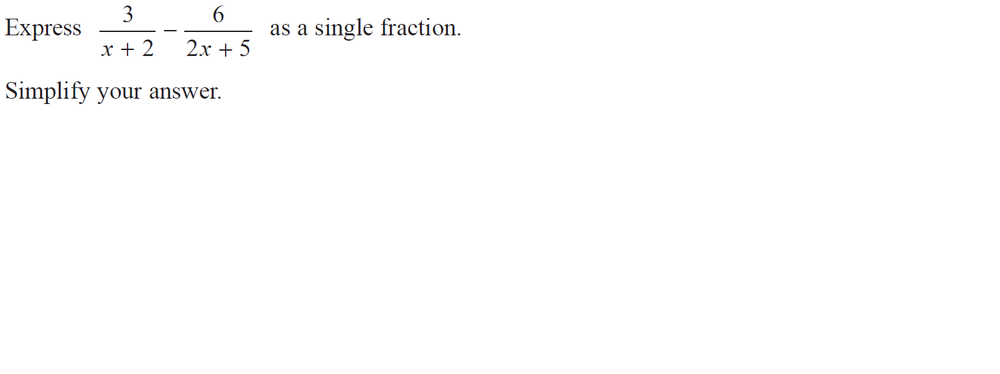 Express 3/(x + 2) – 6/(2x + 5) as a single fraction.
Simplify your answer.